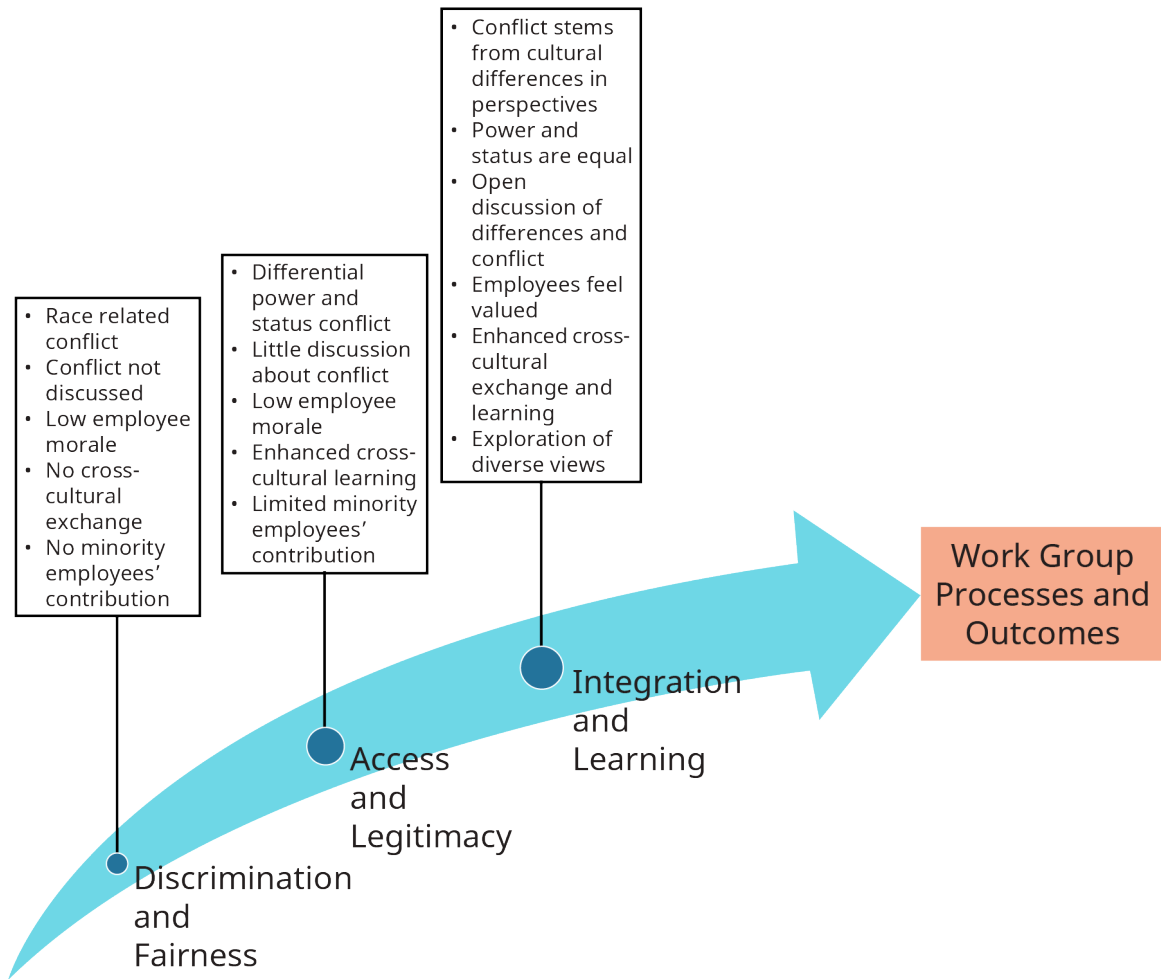 • Race related
conflict
• Conflict not
discussed
• Low employee
morale
• No cross-
cultural
exchange
• No minority
employees’
contribution
• Differential
power and
status conflict
• Little discussion
about conflict
• Low employee
morale
• Enhanced cross-
cultural learning
• Limited minority
employees’
contribution
• Conflict stems
from cultural
differences in
perspectives
• Power and
status are equal
• Open
discussion of
differences and
conflict
• Employees feel
valued
• Enhanced cross-
cultural
exchange and
learning
• Exploration of
diverse views
Discrimination
and
Fairness
Access
and
Legitimacy
Integration
and
Learning
Work Group
Processes and
Outcomes